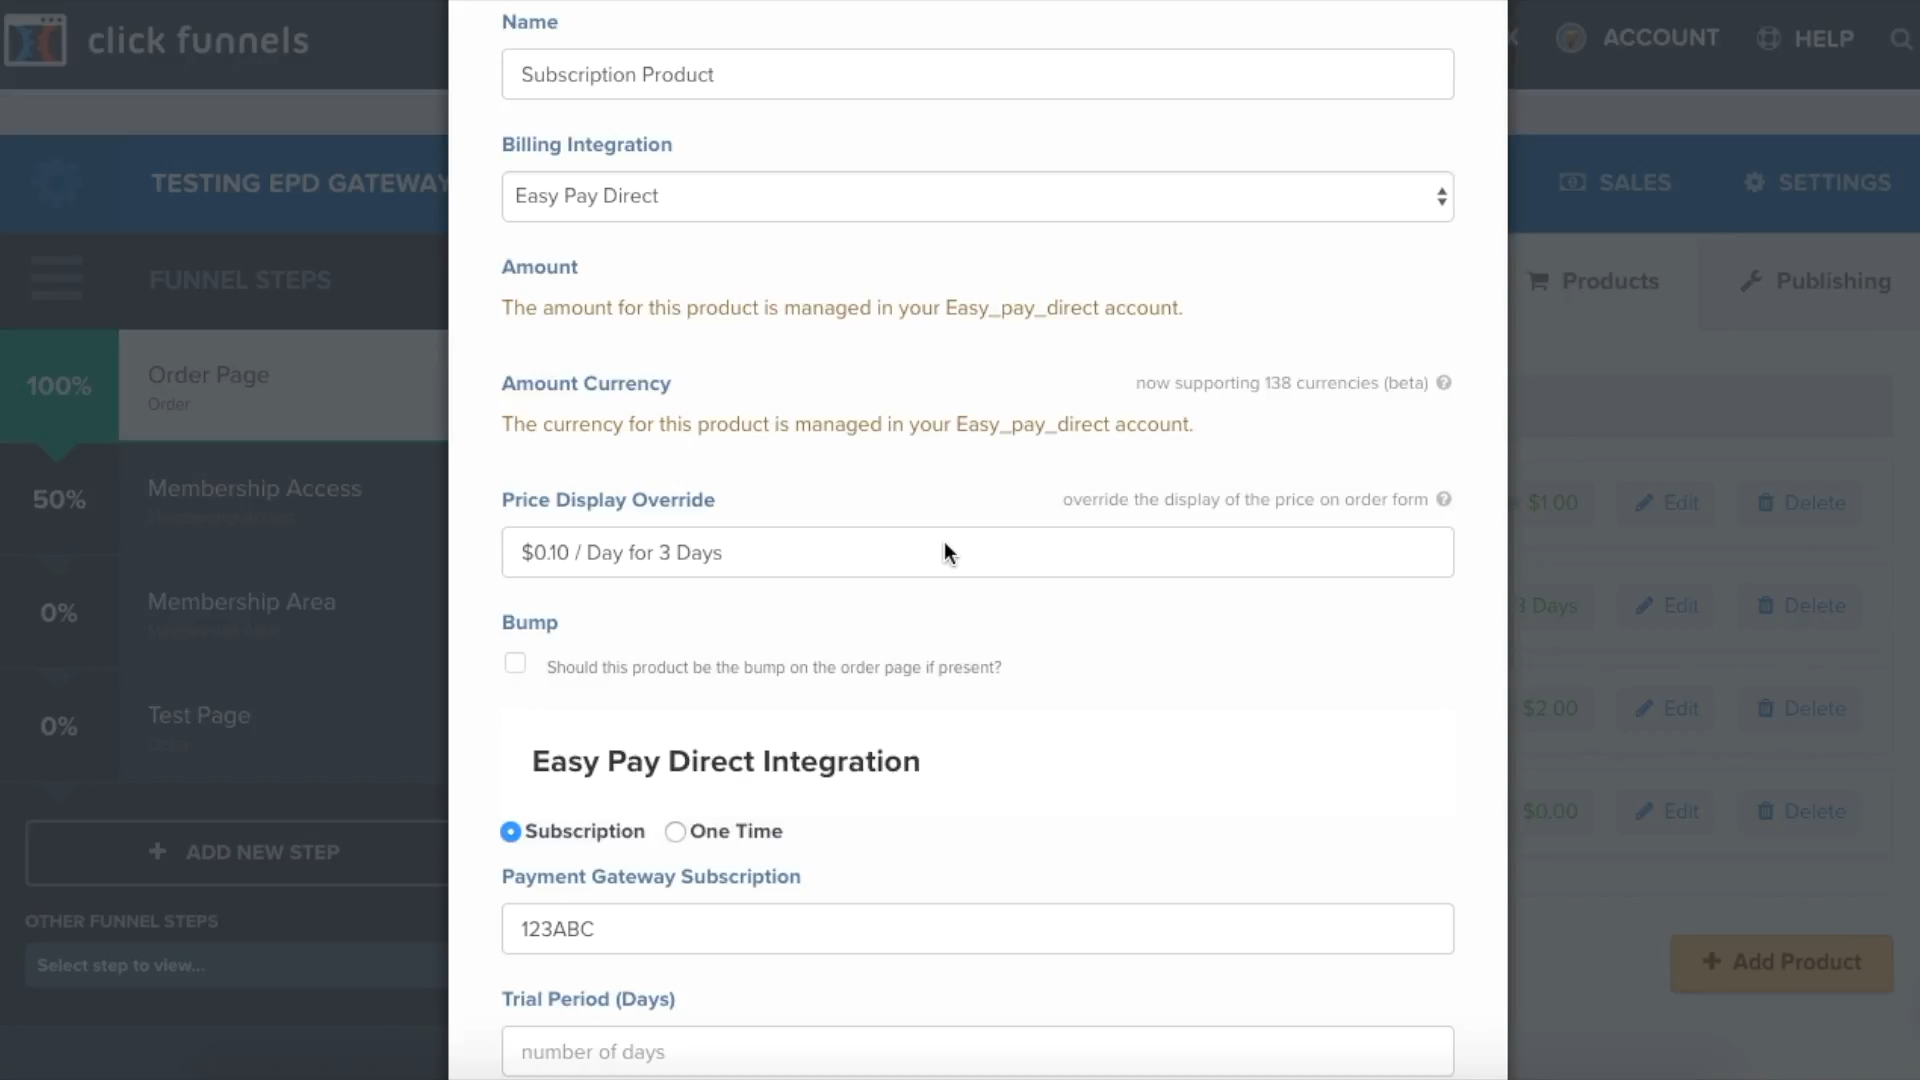 click funnels
ACCOUNT
HELP
TESTING EPD GATEWAY
SALES
SETTINGS
FUNNEL STEPS
Products
Publishing
100%
Order Page
Order
50%
Membership Access
0%
Membership Area
0%
Test Page
+ ADD NEW STEP
OTHER FUNNEL STEPS
Select step to view...
Name
Subscription Product
Billing Integration
Easy Pay Direct
Amount
The amount for this product is managed in your Easy_pay_direct account.
Amount Currency
now supporting 138 currencies (beta) ?
The currency for this product is managed in your Easy_pay_direct account.
Price Display Override
override the display of the price on order form ?
$0.10 / Day for 3 Days
Bump
Should this product be the bump on the order page if present?
Easy Pay Direct Integration
Subscription One Time
Payment Gateway Subscription
123ABC
Trial Period (Days)
number of days
$1.00 Edit Delete
3 Days Edit Delete
$2.00 Edit Delete
$0.00 Edit Delete
+ Add Product